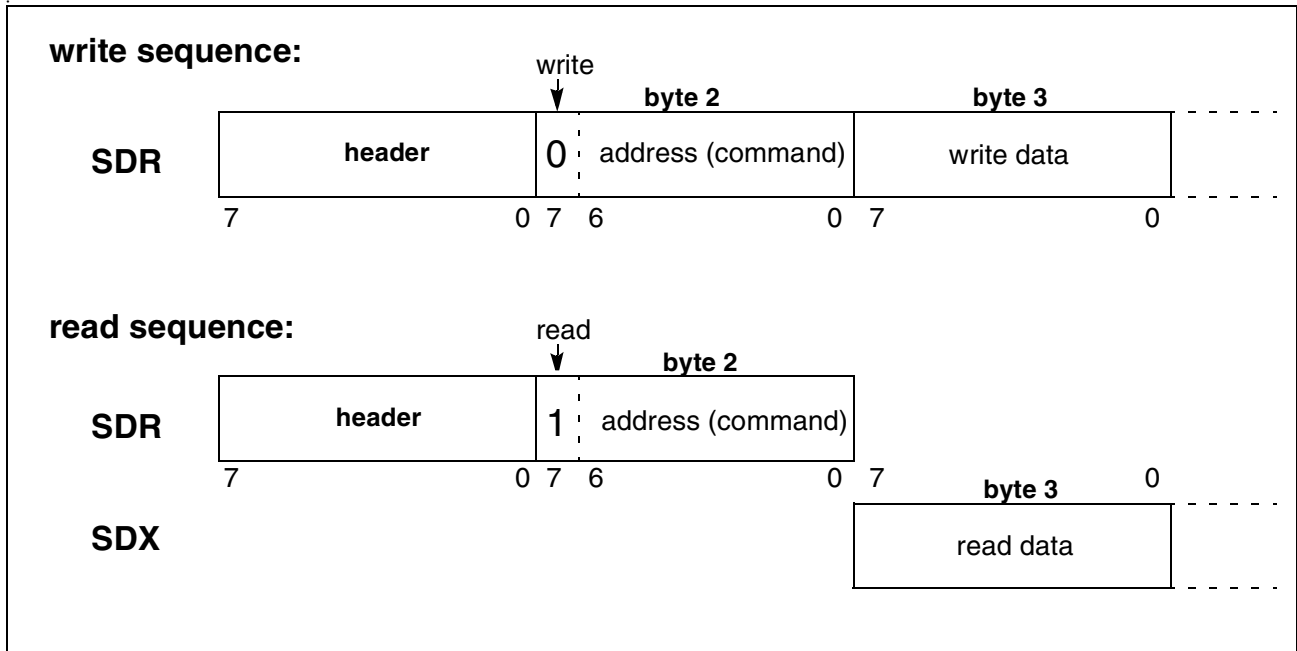 write sequence:
write
byte 2 byte 3
SDR header 0 address (command) write data
7 0 7 6 0 7 0
read sequence:
read
byte 2
SDR header 1 address (command)
7 0 7 6 0 7 0
byte 3
SDX read data